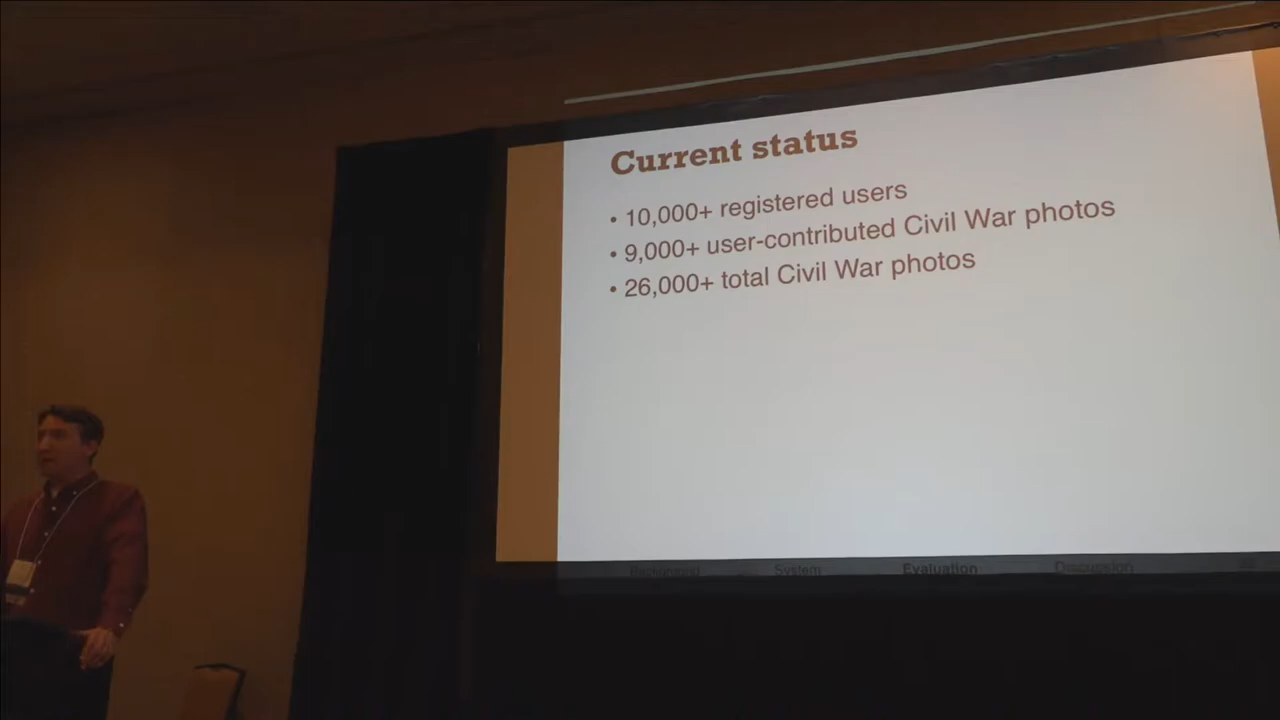 Current status
• 10,000+ registered users
• 9,000+ user-contributed Civil War photos
• 26,000+ total Civil War photos
Background System Evaluation Discussion